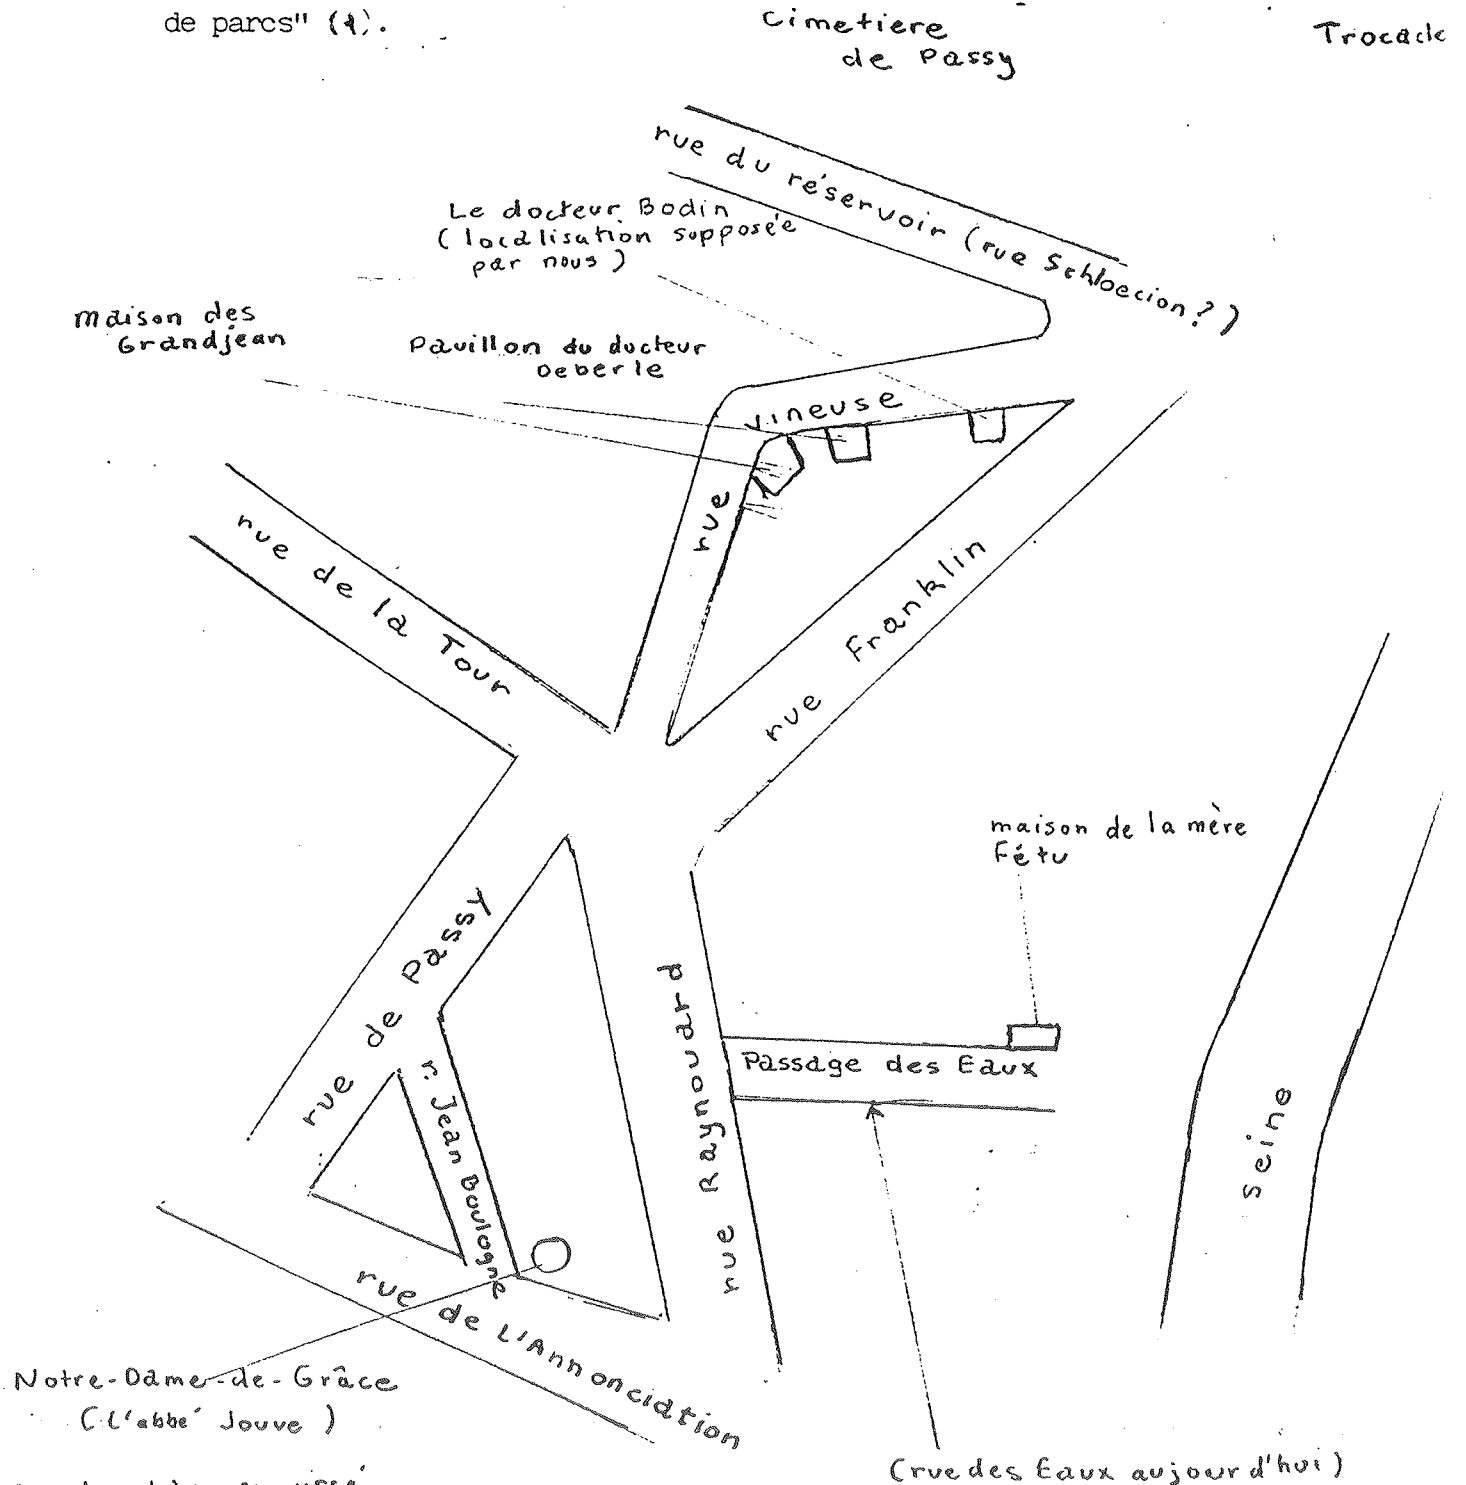 de parcs" (1).
Cimetiere
de Passy
Trocade
rue du réservoir (rue Schloecion?)
Le docteur Bodin
(localisation supposée
par nous)
maison des
Grandjean
Pavillon du docteur
Deberle
rue vineuse
rue de la Tour
rue Franklin
maison de la mère
Fétu
rue de Passy
r. Jean Boulogne
rue Raynouard
Passage des Eaux
Seine
rue de L'Annonciation
Notre-Dame-de-Grâce
(L'abbé Jouve)
(rue des Eaux aujourd'hui)